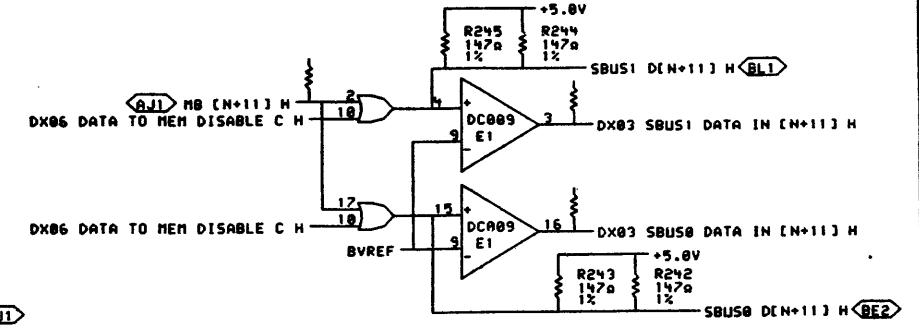 +5.0V
R245 R244
147Ω 147Ω
1% 1%
SBUS1 D[N+11] H BL1
AJ1 MB [N+11] H 2
DX06 DATA TO MEM DISABLE C H 18
4 +
DC009
E1
3 DX03 SBUS1 DATA IN [N+11] H
9 -
17
DX06 DATA TO MEM DISABLE C H 18
15 +
DC009
E1
16 DX03 SBUS0 DATA IN [N+11] H
BVREF 9 -
+5.0V
R243 R242
147Ω 147Ω
1% 1%
SBUS0 D[N+11] H BE2